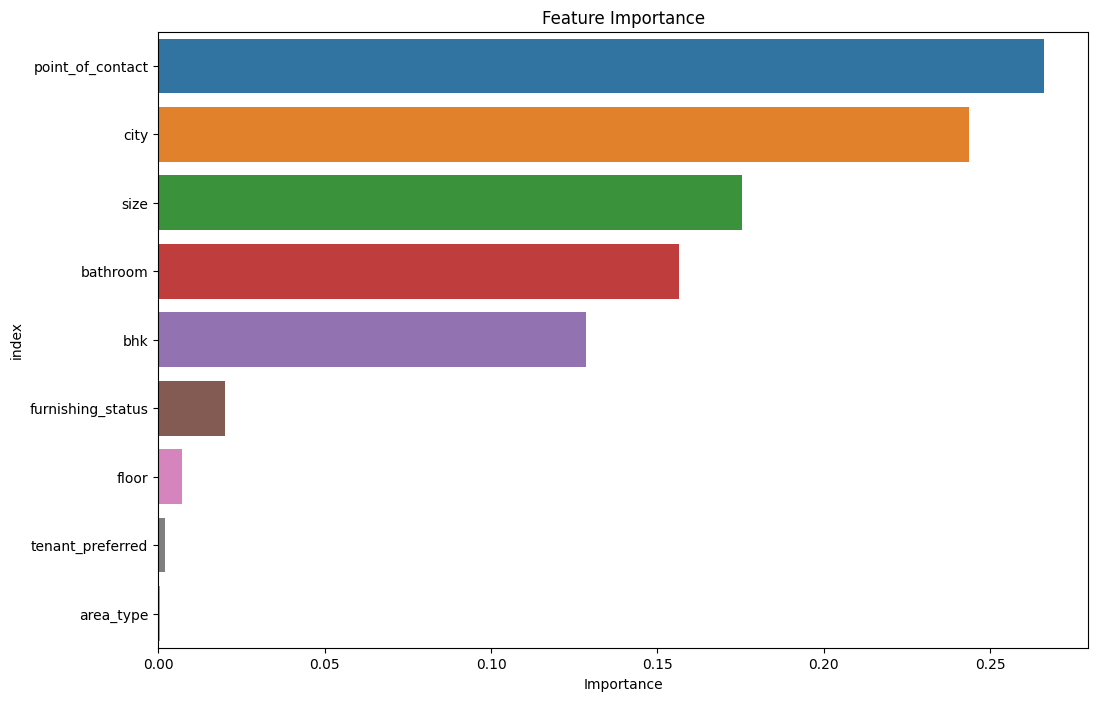 Feature Importance
point_of_contact
city
size
bathroom
bhk
furnishing_status
floor
tenant_preferred
area_type
index
0.00 0.05 0.10 0.15 0.20 0.25
Importance